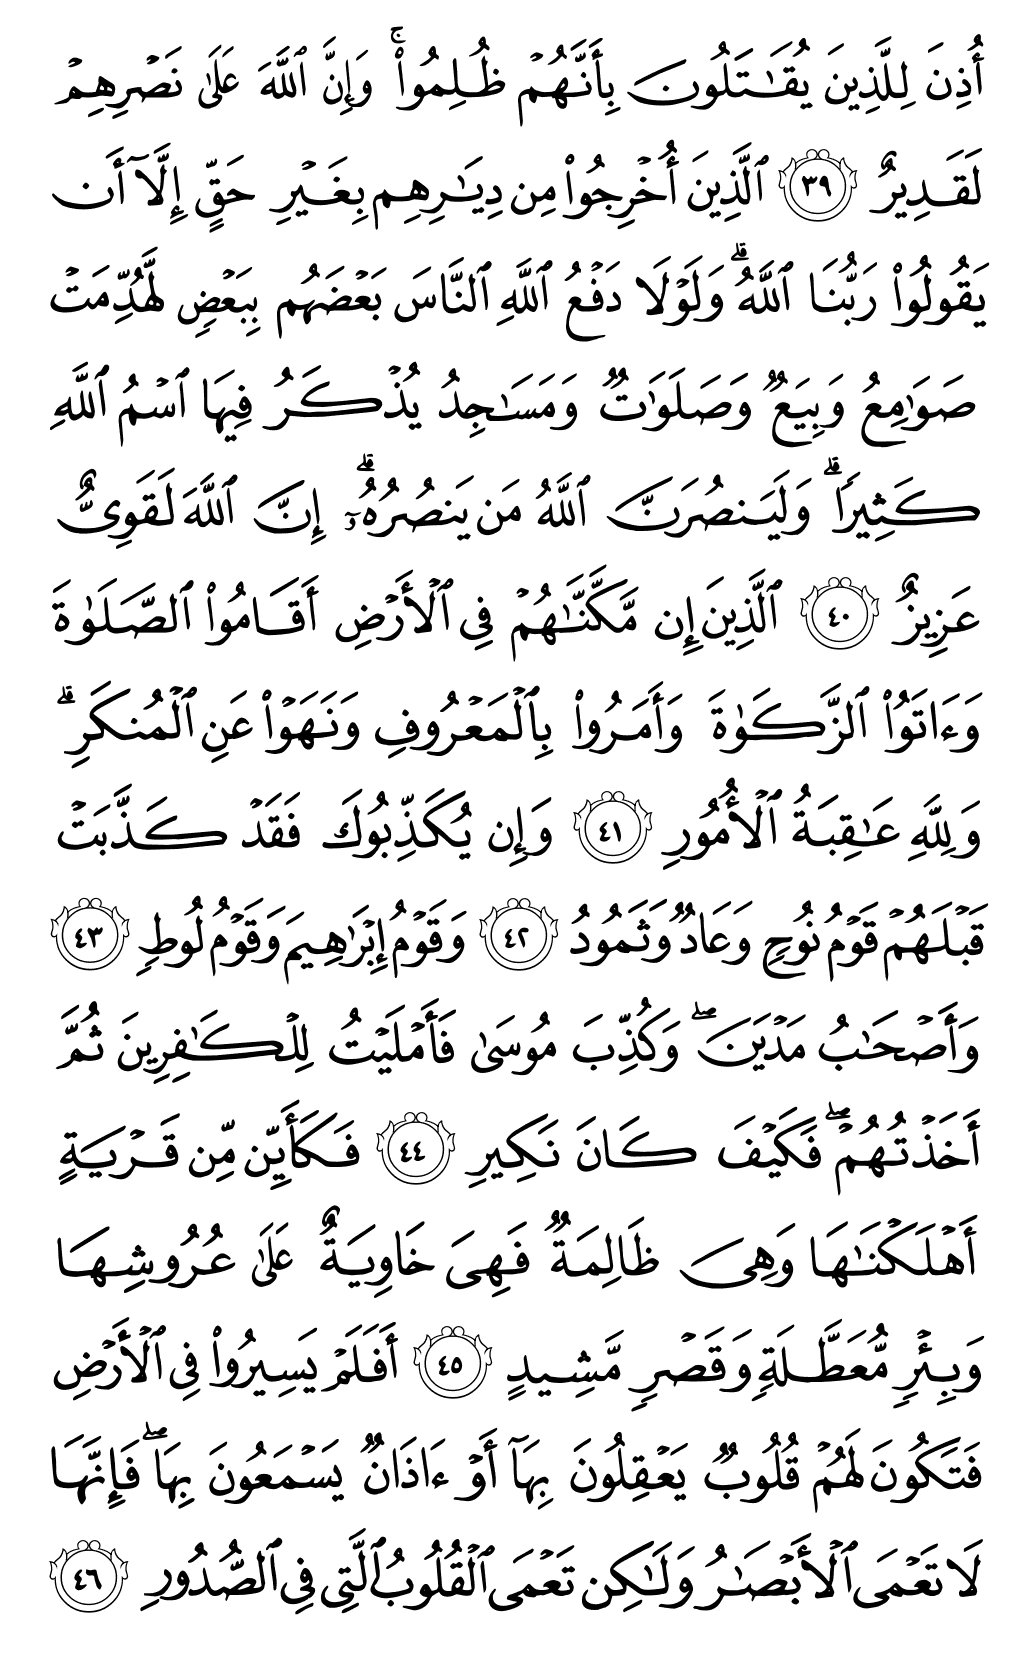 أُذِنَ لِلَّذِينَ يُقَٰتَلُونَ بِأَنَّهُمْ ظُلِمُوا۟ ۚ وَإِنَّ ٱللَّهَ عَلَىٰ نَصْرِهِمْ
لَقَدِيرٌ ٣٩ ٱلَّذِينَ أُخْرِجُوا۟ مِن دِيَٰرِهِم بِغَيْرِ حَقٍّ إِلَّآ أَن
يَقُولُوا۟ رَبُّنَا ٱللَّهُ ۗ وَلَوْلَا دَفْعُ ٱللَّهِ ٱلنَّاسَ بَعْضَهُم بِبَعْضٍ لَّهُدِّمَتْ
صَوَٰمِعُ وَبِيَعٌ وَصَلَوَٰتٌ وَمَسَٰجِدُ يُذْكَرُ فِيهَا ٱسْمُ ٱللَّهِ
كَثِيرًا ۗ وَلَيَنصُرَنَّ ٱللَّهُ مَن يَنصُرُهُۥٓ ۗ إِنَّ ٱللَّهَ لَقَوِىٌّ
عَزِيزٌ ٤٠ ٱلَّذِينَ إِن مَّكَّنَّٰهُمْ فِى ٱلْأَرْضِ أَقَامُوا۟ ٱلصَّلَوٰةَ
وَءَاتَوُا۟ ٱلزَّكَوٰةَ وَأَمَرُوا۟ بِٱلْمَعْرُوفِ وَنَهَوْا۟ عَنِ ٱلْمُنكَرِ ۗ
وَلِلَّهِ عَٰقِبَةُ ٱلْأُمُورِ ٤١ وَإِن يُكَذِّبُوكَ فَقَدْ كَذَّبَتْ
قَبْلَهُمْ قَوْمُ نُوحٍ وَعَادٌ وَثَمُودُ ٤٢ وَقَوْمُ إِبْرَٰهِيمَ وَقَوْمُ لُوطٍ ٤٣
وَأَصْحَٰبُ مَدْيَنَ ۖ وَكُذِّبَ مُوسَىٰ فَأَمْلَيْتُ لِلْكَٰفِرِينَ ثُمَّ
أَخَذْتُهُمْ ۖ فَكَيْفَ كَانَ نَكِيرِ ٤٤ فَكَأَيِّن مِّن قَرْيَةٍ
أَهْلَكْنَٰهَا وَهِىَ ظَالِمَةٌ فَهِىَ خَاوِيَةٌ عَلَىٰ عُرُوشِهَا
وَبِئْرٍ مُّعَطَّلَةٍ وَقَصْرٍ مَّشِيدٍ ٤٥ أَفَلَمْ يَسِيرُوا۟ فِى ٱلْأَرْضِ
فَتَكُونَ لَهُمْ قُلُوبٌ يَعْقِلُونَ بِهَآ أَوْ ءَاذَانٌ يَسْمَعُونَ بِهَا ۖ فَإِنَّهَا
لَا تَعْمَى ٱلْأَبْصَٰرُ وَلَٰكِن تَعْمَى ٱلْقُلُوبُ ٱلَّتِى فِى ٱلصُّدُورِ ٤٦